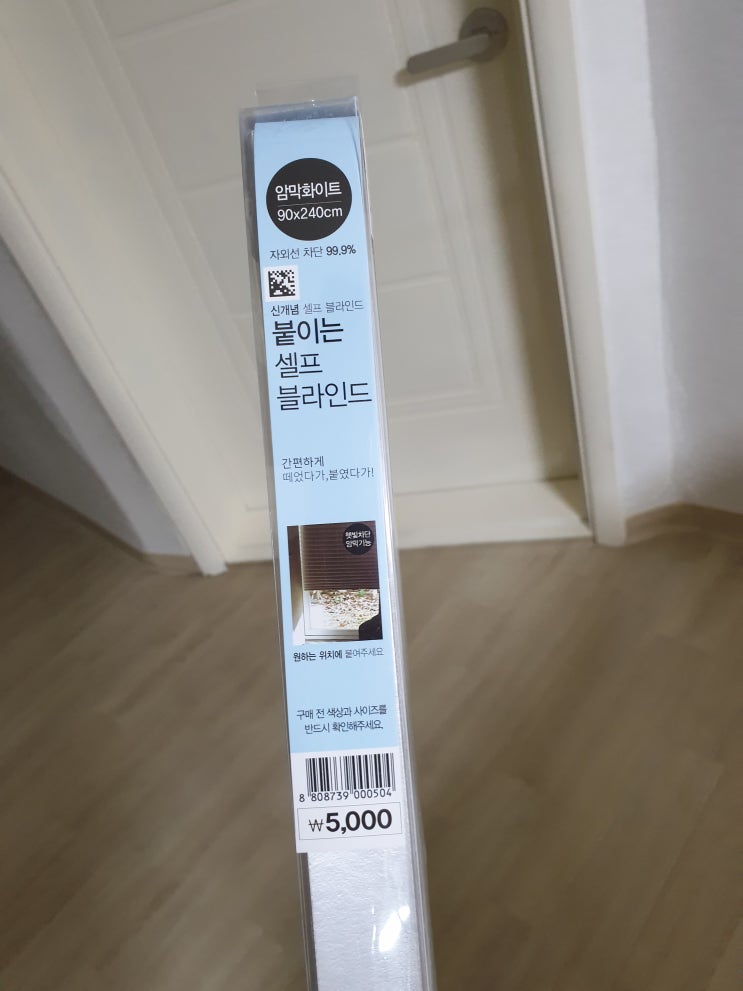 암막화이트
90x240cm
자외선 차단 99.9%
신개념 셀프 블라인드
붙이는
셀프
블라인드
간편하게
떼었다가,붙였다가!
햇빛차단
암막기능
원하는 위치에 붙여주세요
구매 전 색상과 사이즈를
반드시 확인해주세요.
8 808739 000504
₩5,000